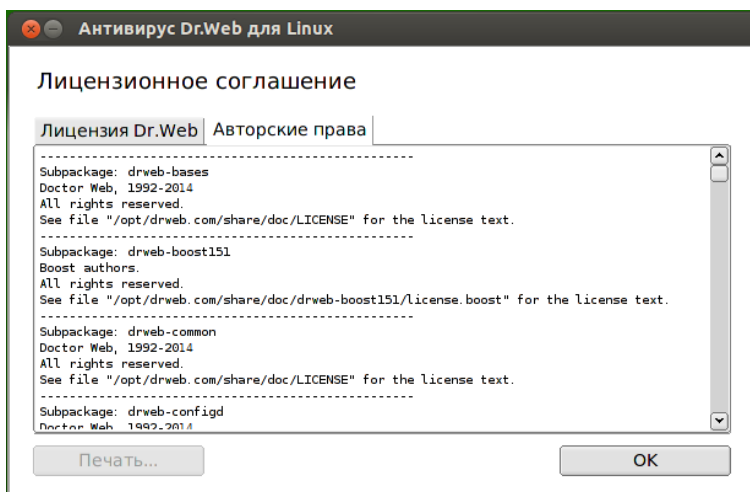 Антивирус Dr.Web для Linux
Лицензионное соглашение
Лицензия Dr.Web Авторские права
----------------------------------------------------
Subpackage: drweb-bases
Doctor Web, 1992-2014
All rights reserved.
See file "/opt/drweb.com/share/doc/LICENSE" for the license text.
----------------------------------------------------
Subpackage: drweb-boost151
Boost authors.
All rights reserved.
See file "/opt/drweb.com/share/doc/drweb-boost151/license.boost" for the license text.
----------------------------------------------------
Subpackage: drweb-common
Doctor Web, 1992-2014
All rights reserved.
See file "/opt/drweb.com/share/doc/LICENSE" for the license text.
----------------------------------------------------
Subpackage: drweb-configd
Doctor Web, 1992-2014
Печать... OK